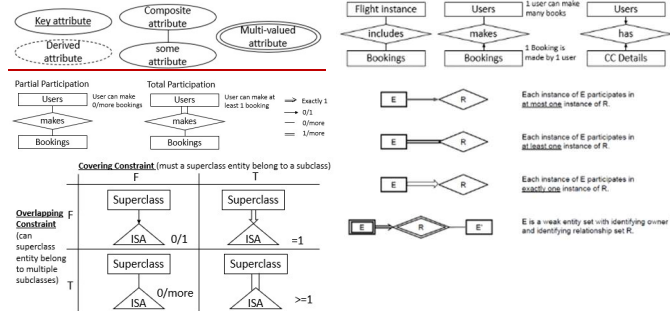 Key attribute
Composite
attribute
Multi-valued
attribute
Derived
attribute
some
attribute
Partial Participation
Users
makes
Bookings
User can make
0/more bookings
Total Participation
Users
makes
Bookings
User can make at
least 1 booking
Exactly 1
0/1
0/more
1/more
Covering Constraint (must a superclass entity belong to a subclass)
F
T
Overlapping
Constraint
(can
superclass
entity belong
to multiple
subclasses)
F
Superclass
ISA
0/1
Superclass
ISA
=1
T
Superclass
ISA
0/more
Superclass
ISA
>=1
Flight instance
includes
Bookings
Users
makes
Bookings
1 user can make
many books
1 Booking is
made by 1 user
Users
has
CC Details
E
R
Each instance of E participates in
at most one instance of R.
E
R
Each instance of E participates in
at least one instance of R.
E
R
Each instance of E participates in
exactly one instance of R.
E
R
E'
E is a weak entity set with identifying owner
and identifying relationship set R.